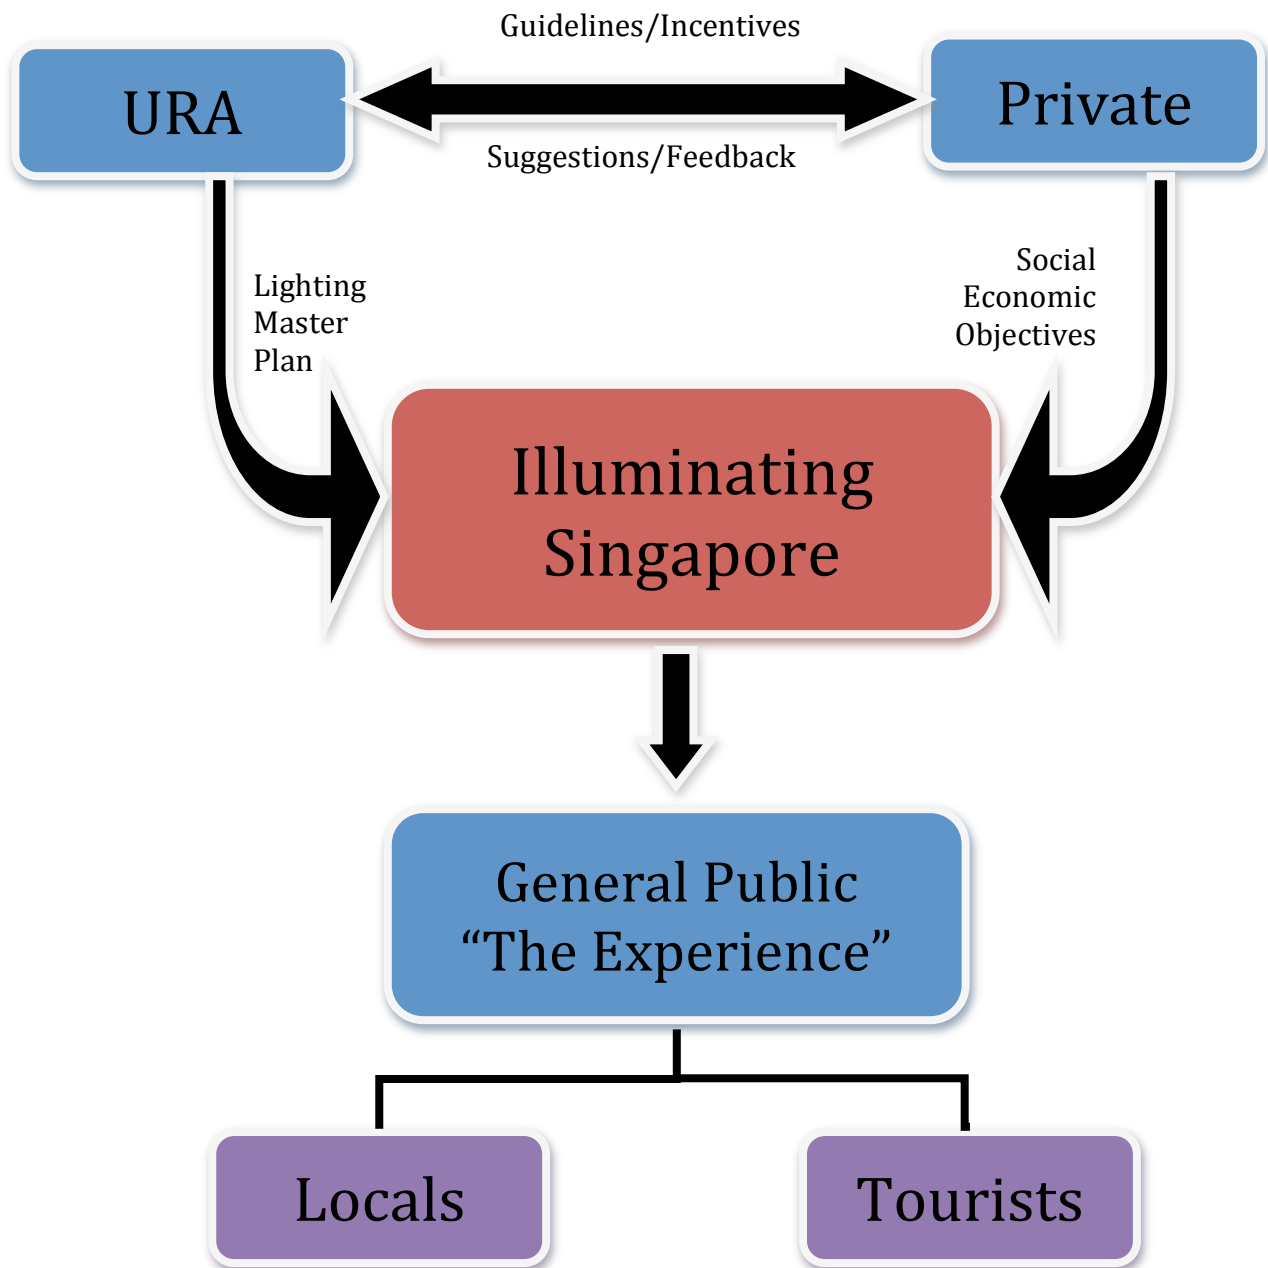 Guidelines/Incentives
URA
Private
Suggestions/Feedback
Lighting
Master
Plan
Social
Economic
Objectives
Illuminating
Singapore
General Public
“The Experience”
Locals
Tourists